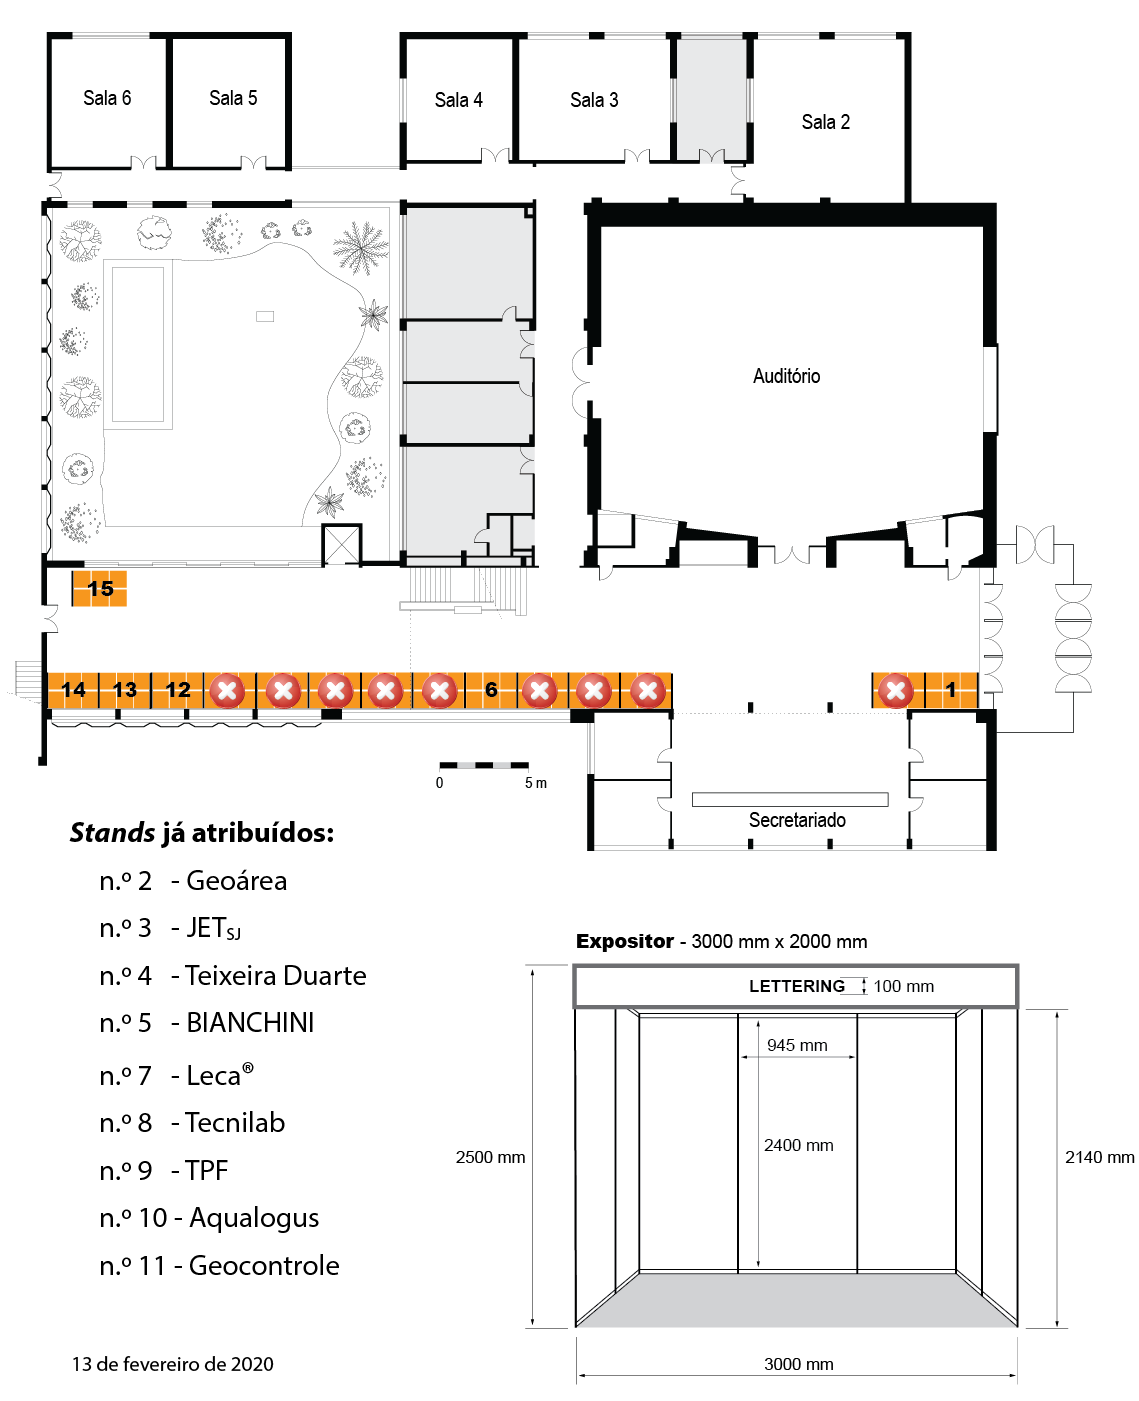 Sala 6
Sala 5
Sala 4
Sala 3
Sala 2
Auditório
15
14 13 12 6 1
0 5 m
Secretariado
Stands já atribuídos:
n.º 2 - Geoárea
n.º 3 - JETSJ
n.º 4 - Teixeira Duarte
n.º 5 - BIANCHINI
n.º 7 - Leca®
n.º 8 - Tecnilab
n.º 9 - TPF
n.º 10 - Aqualogus
n.º 11 - Geocontrole
13 de fevereiro de 2020
Expositor - 3000 mm x 2000 mm
LETTERING 100 mm
945 mm
2400 mm
2500 mm
2140 mm
3000 mm